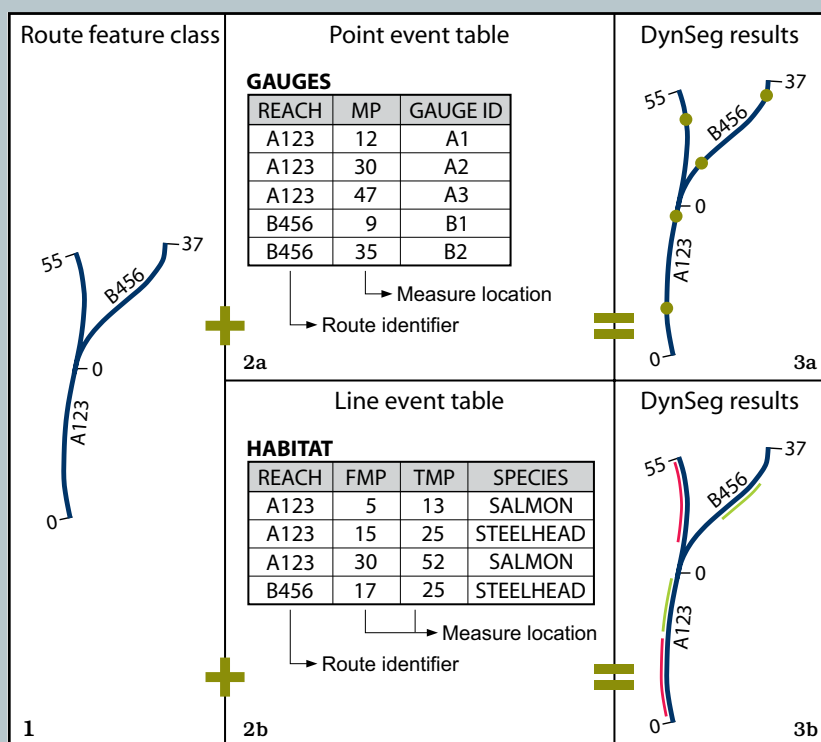 Route feature class
55
37
B456
0
A123
0
1
Point event table
GAUGES
REACH MP GAUGE ID
A123 12 A1
A123 30 A2
A123 47 A3
B456 9 B1
B456 35 B2
Measure location
Route identifier
2a
DynSeg results
55
37
B456
0
A123
0
3a
Line event table
HABITAT
REACH FMP TMP SPECIES
A123 5 13 SALMON
A123 15 25 STEELHEAD
A123 30 52 SALMON
B456 17 25 STEELHEAD
Measure location
Route identifier
2b
DynSeg results
55
37
B456
0
A123
0
3b